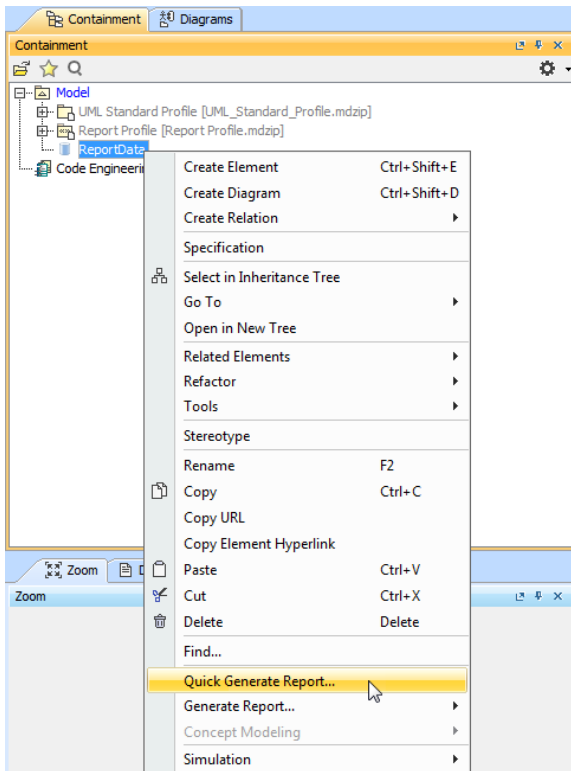 Containment Diagrams
Containment
Model
UML Standard Profile [UML_Standard_Profile.mdzip]
Report Profile [Report Profile.mdzip]
ReportData
Code Engineeri
Create Element Ctrl+Shift+E
Create Diagram Ctrl+Shift+D
Create Relation
Specification
Select in Inheritance Tree
Go To
Open in New Tree
Related Elements
Refactor
Tools
Stereotype
Rename F2
Copy Ctrl+C
Copy URL
Copy Element Hyperlink
Zoom D Paste Ctrl+V
Zoom Cut Ctrl+X
Delete Delete
Find...
Quick Generate Report...
Generate Report...
Concept Modeling
Simulation